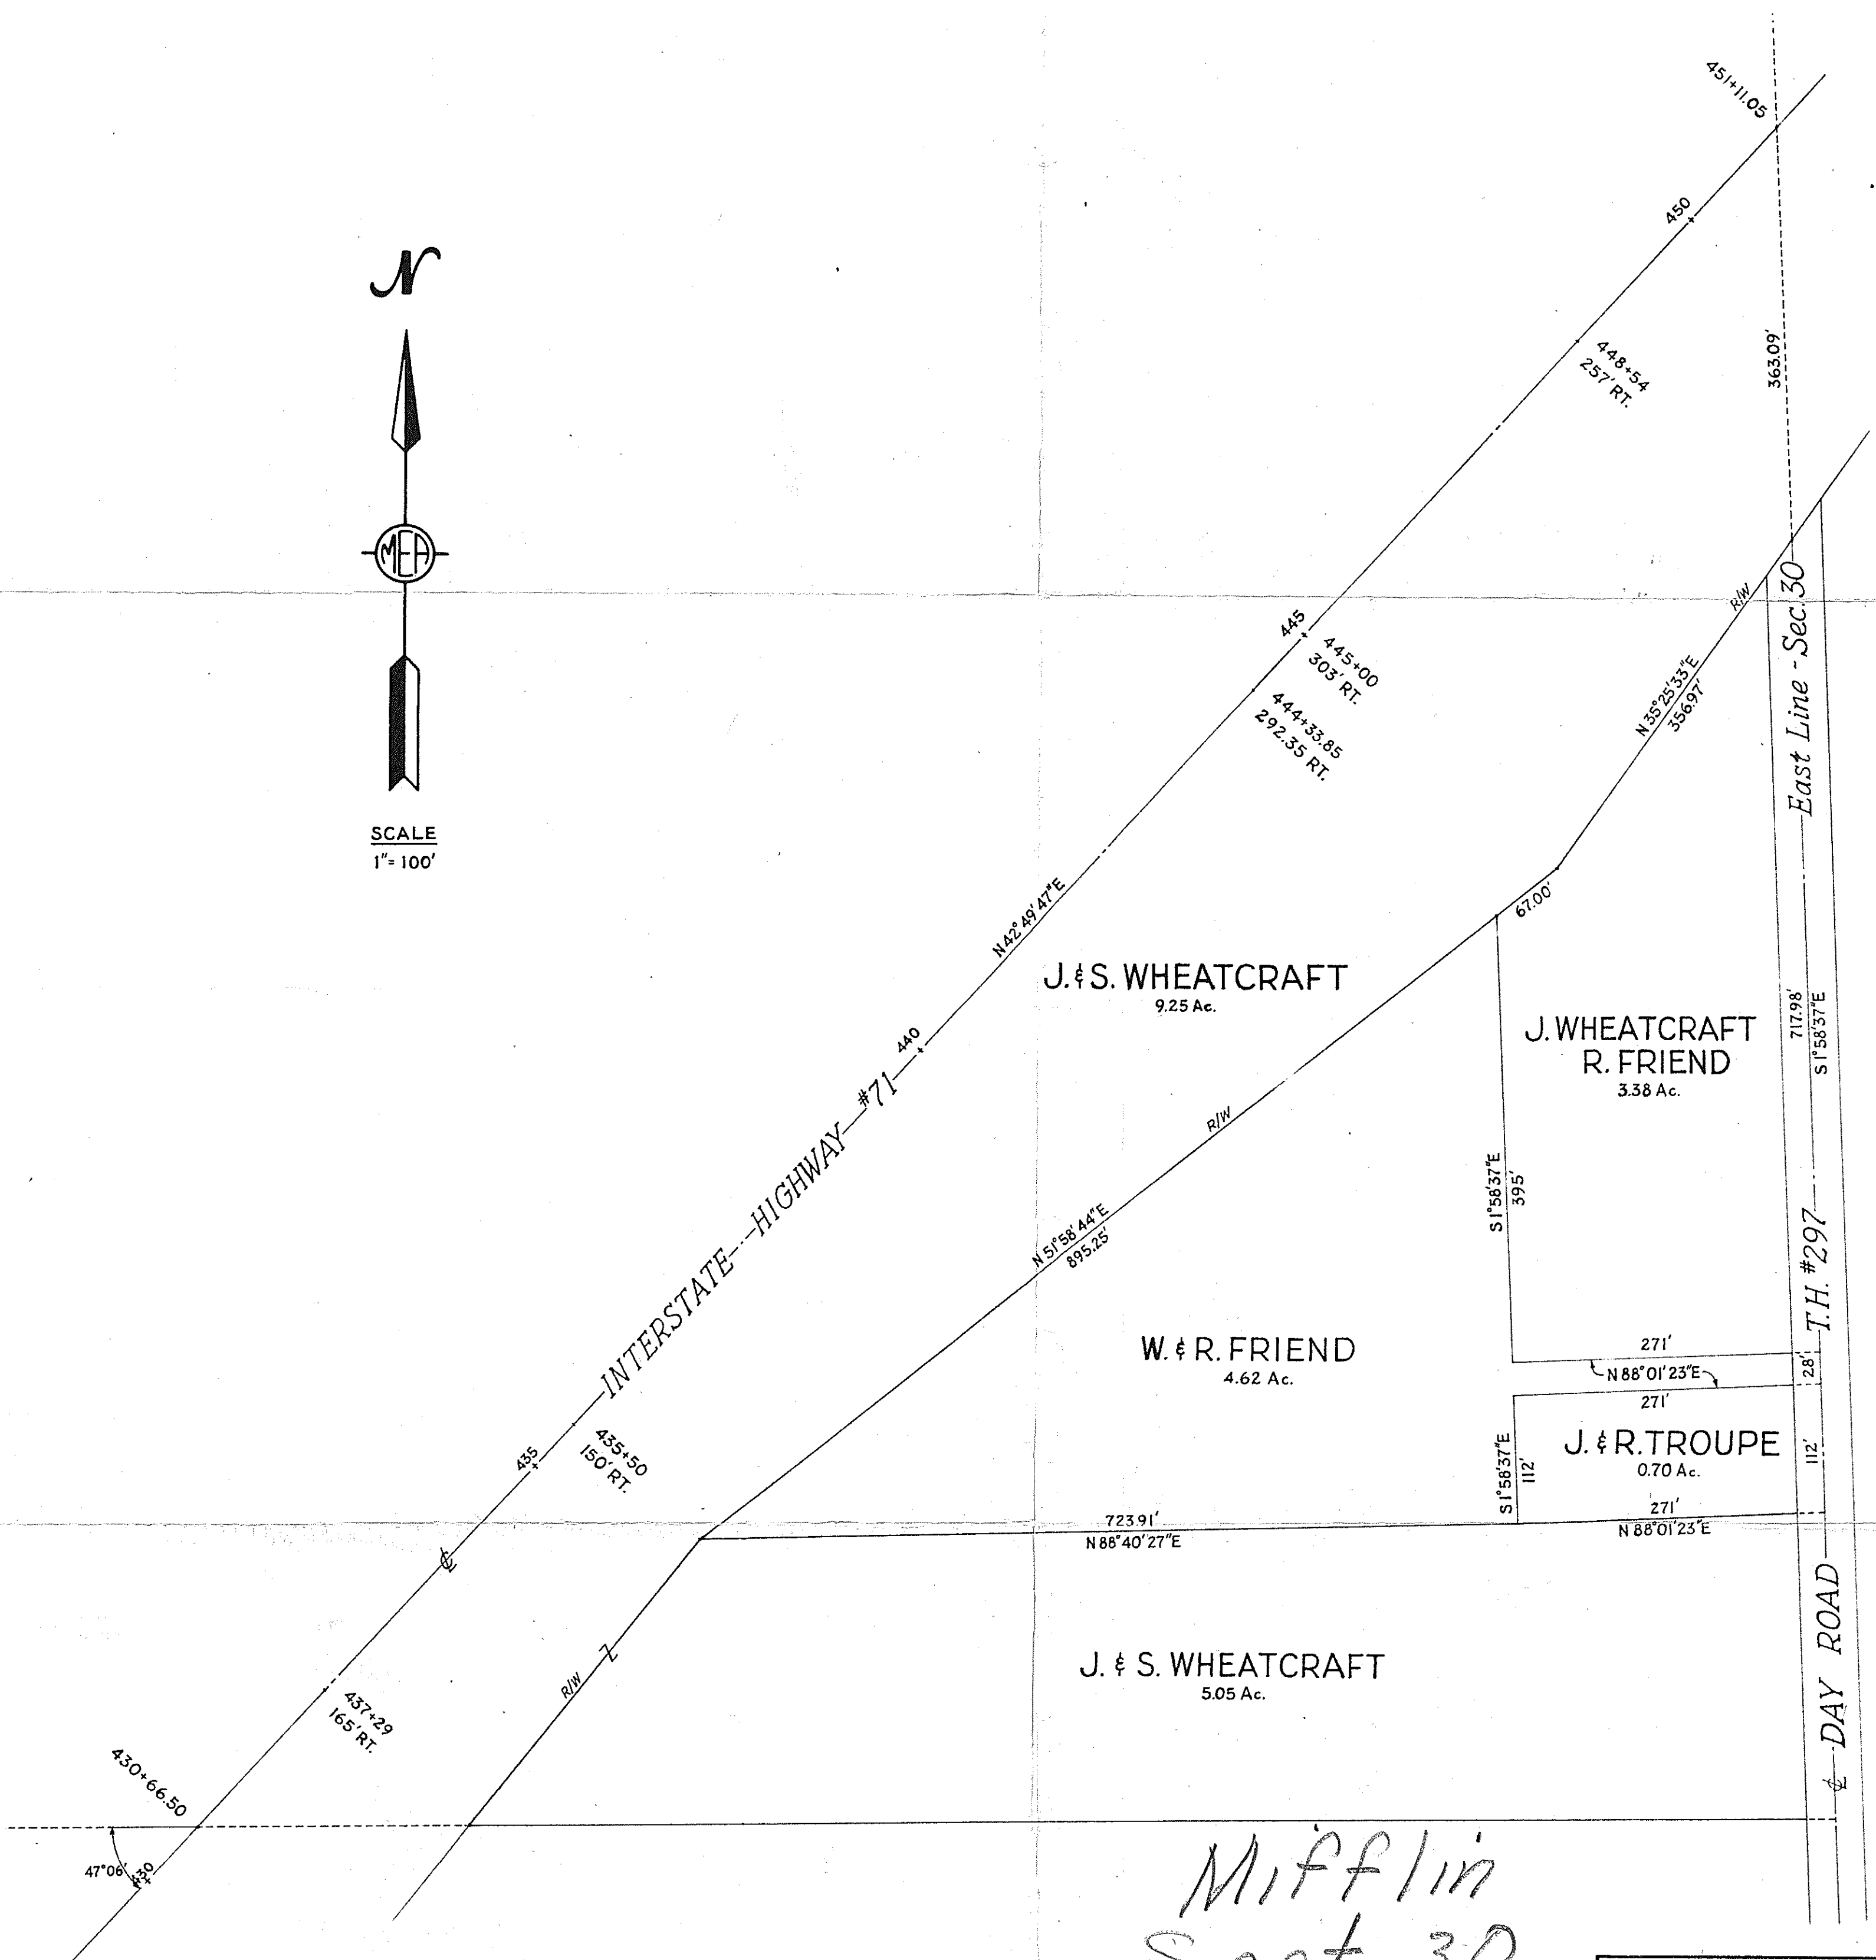 451+11.05
450
N
363.09'
448+54
257' RT.
MEA
R/W
East Line - Sec. 30
445
445+00
303' RT.
N 35° 25' 33" E
356.97'
444+33.85
292.35 RT.
SCALE
1" = 100'
N 42° 49' 47" E
67.00'
J. & S. WHEATCRAFT
9.25 Ac.
J. WHEATCRAFT
R. FRIEND
3.38 Ac.
717.98'
S 1° 58' 37" E
440
INTERSTATE HIGHWAY #71
R/W
S 1° 58' 37" E
395'
N 51° 58' 44" E
895.25'
T.H. #297
W. & R. FRIEND
4.62 Ac.
271'
N 88° 01' 23" E
28'
271'
J. & R. TROUPE
0.70 Ac.
S 1° 58' 37" E
112'
112'
435
435+50
150' RT.
723.91'
N 88° 40' 27" E
271'
N 88° 01' 23" E
℄
R/W
J. & S. WHEATCRAFT
5.05 Ac.
℄ DAY ROAD
437+29
165' RT.
430+66.50
47° 06'
430
Mifflin
Sect 30